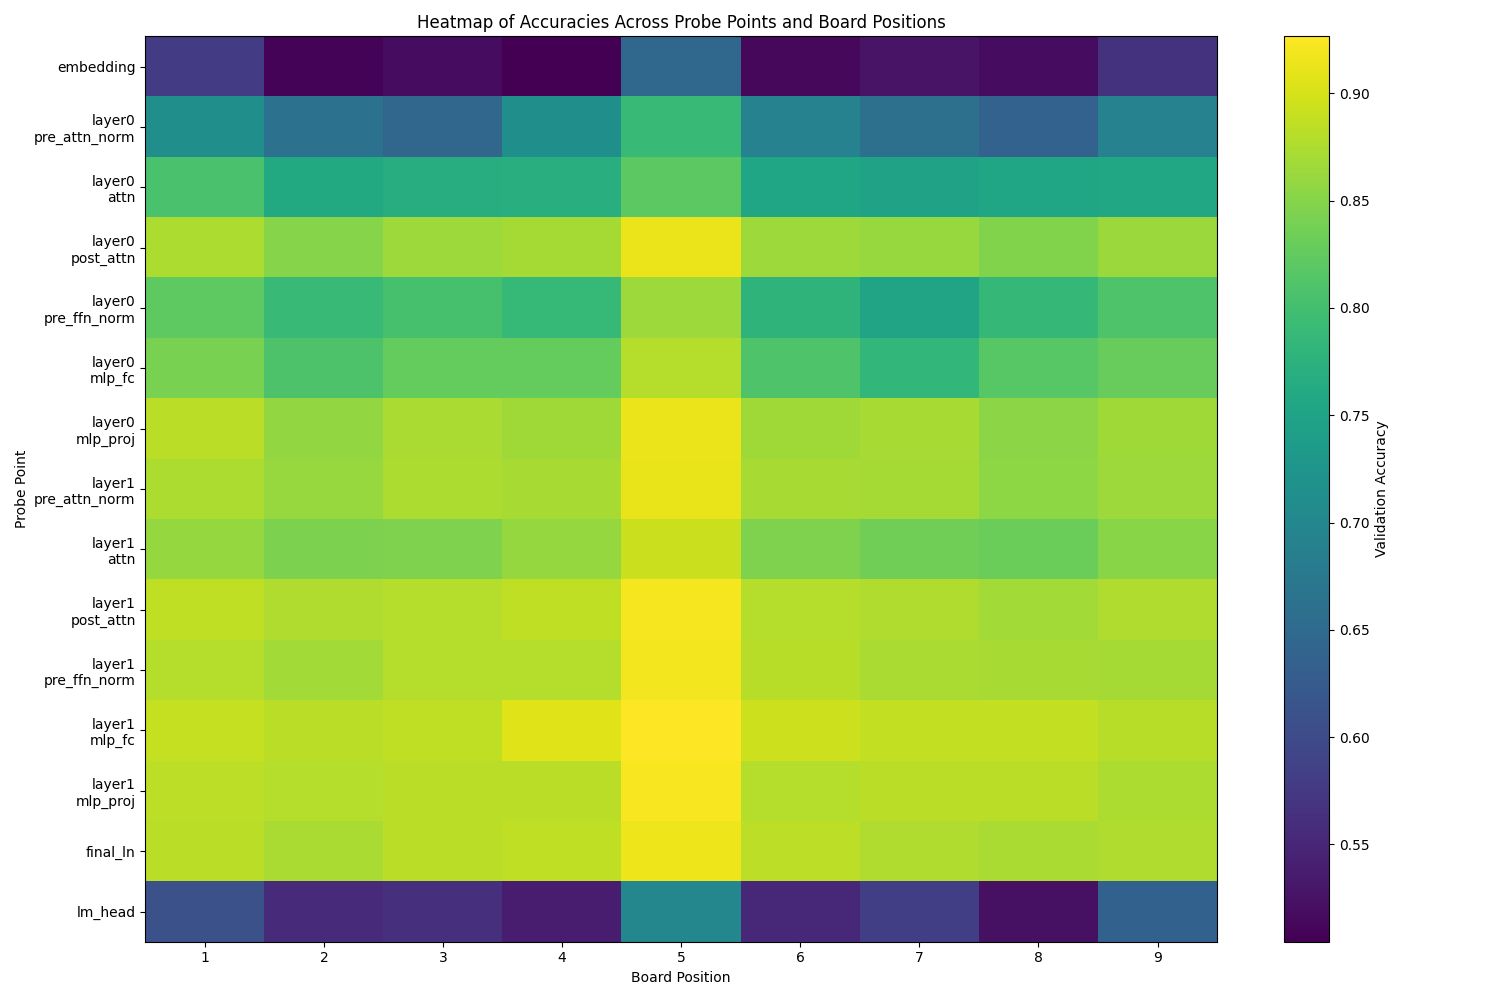 Heatmap of Accuracies Across Probe Points and Board Positions
embedding
layer0
pre_attn_norm
layer0
attn
layer0
post_attn
layer0
pre_ffn_norm
layer0
mlp_fc
layer0
mlp_proj
layer1
pre_attn_norm
layer1
attn
layer1
post_attn
layer1
pre_ffn_norm
layer1
mlp_fc
layer1
mlp_proj
final_ln
lm_head
Probe Point
1 2 3 4 5 6 7 8 9
Board Position
0.90
0.85
0.80
0.75
0.70
0.65
0.60
0.55
Validation Accuracy